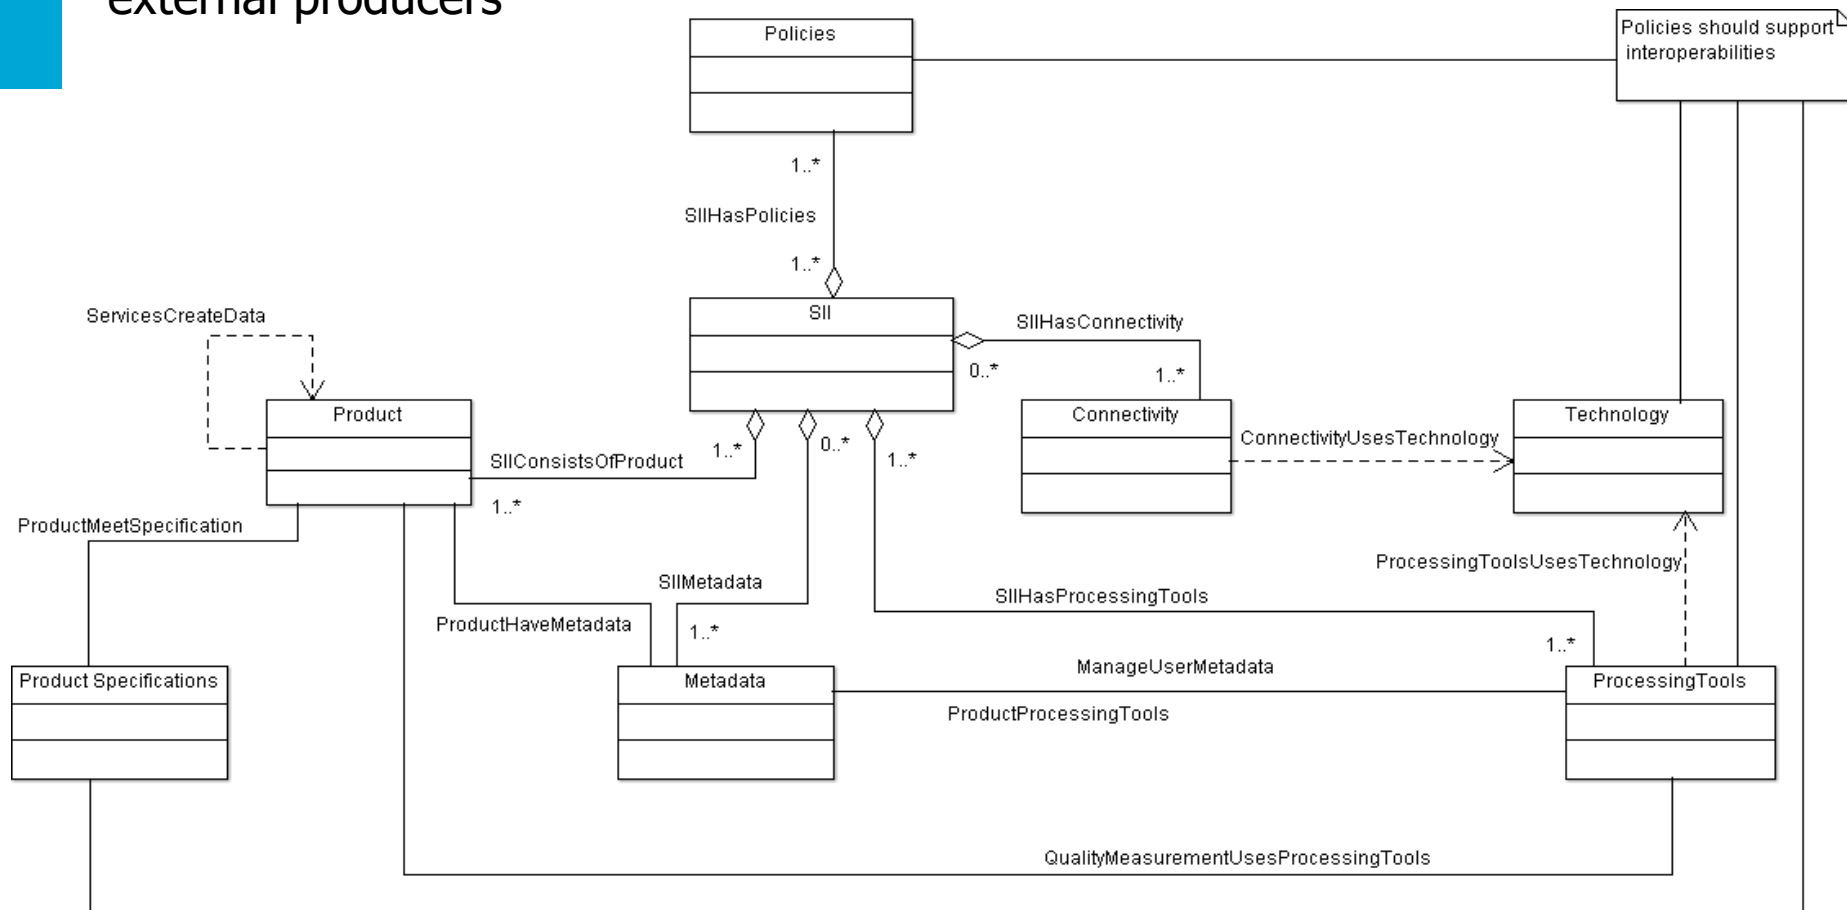 external producers
Policies
Policies should support
interoperabilities
1..*
SIIHasPolicies
1..*
ServicesCreateData
SII
SIIHasConnectivity
0..*
1..*
Product
Connectivity
Technology
ConnectivityUsesTechnology
SIIConsistsOfProduct
1..*
0..*
1..*
1..*
ProductMeetSpecification
ProcessingToolsUsesTechnology
SIIMetadata
SIIHasProcessingTools
ProductHaveMetadata
1..*
1..*
ManageUserMetadata
Product Specifications
Metadata
ProcessingTools
ProductProcessingTools
QualityMeasurementUsesProcessingTools